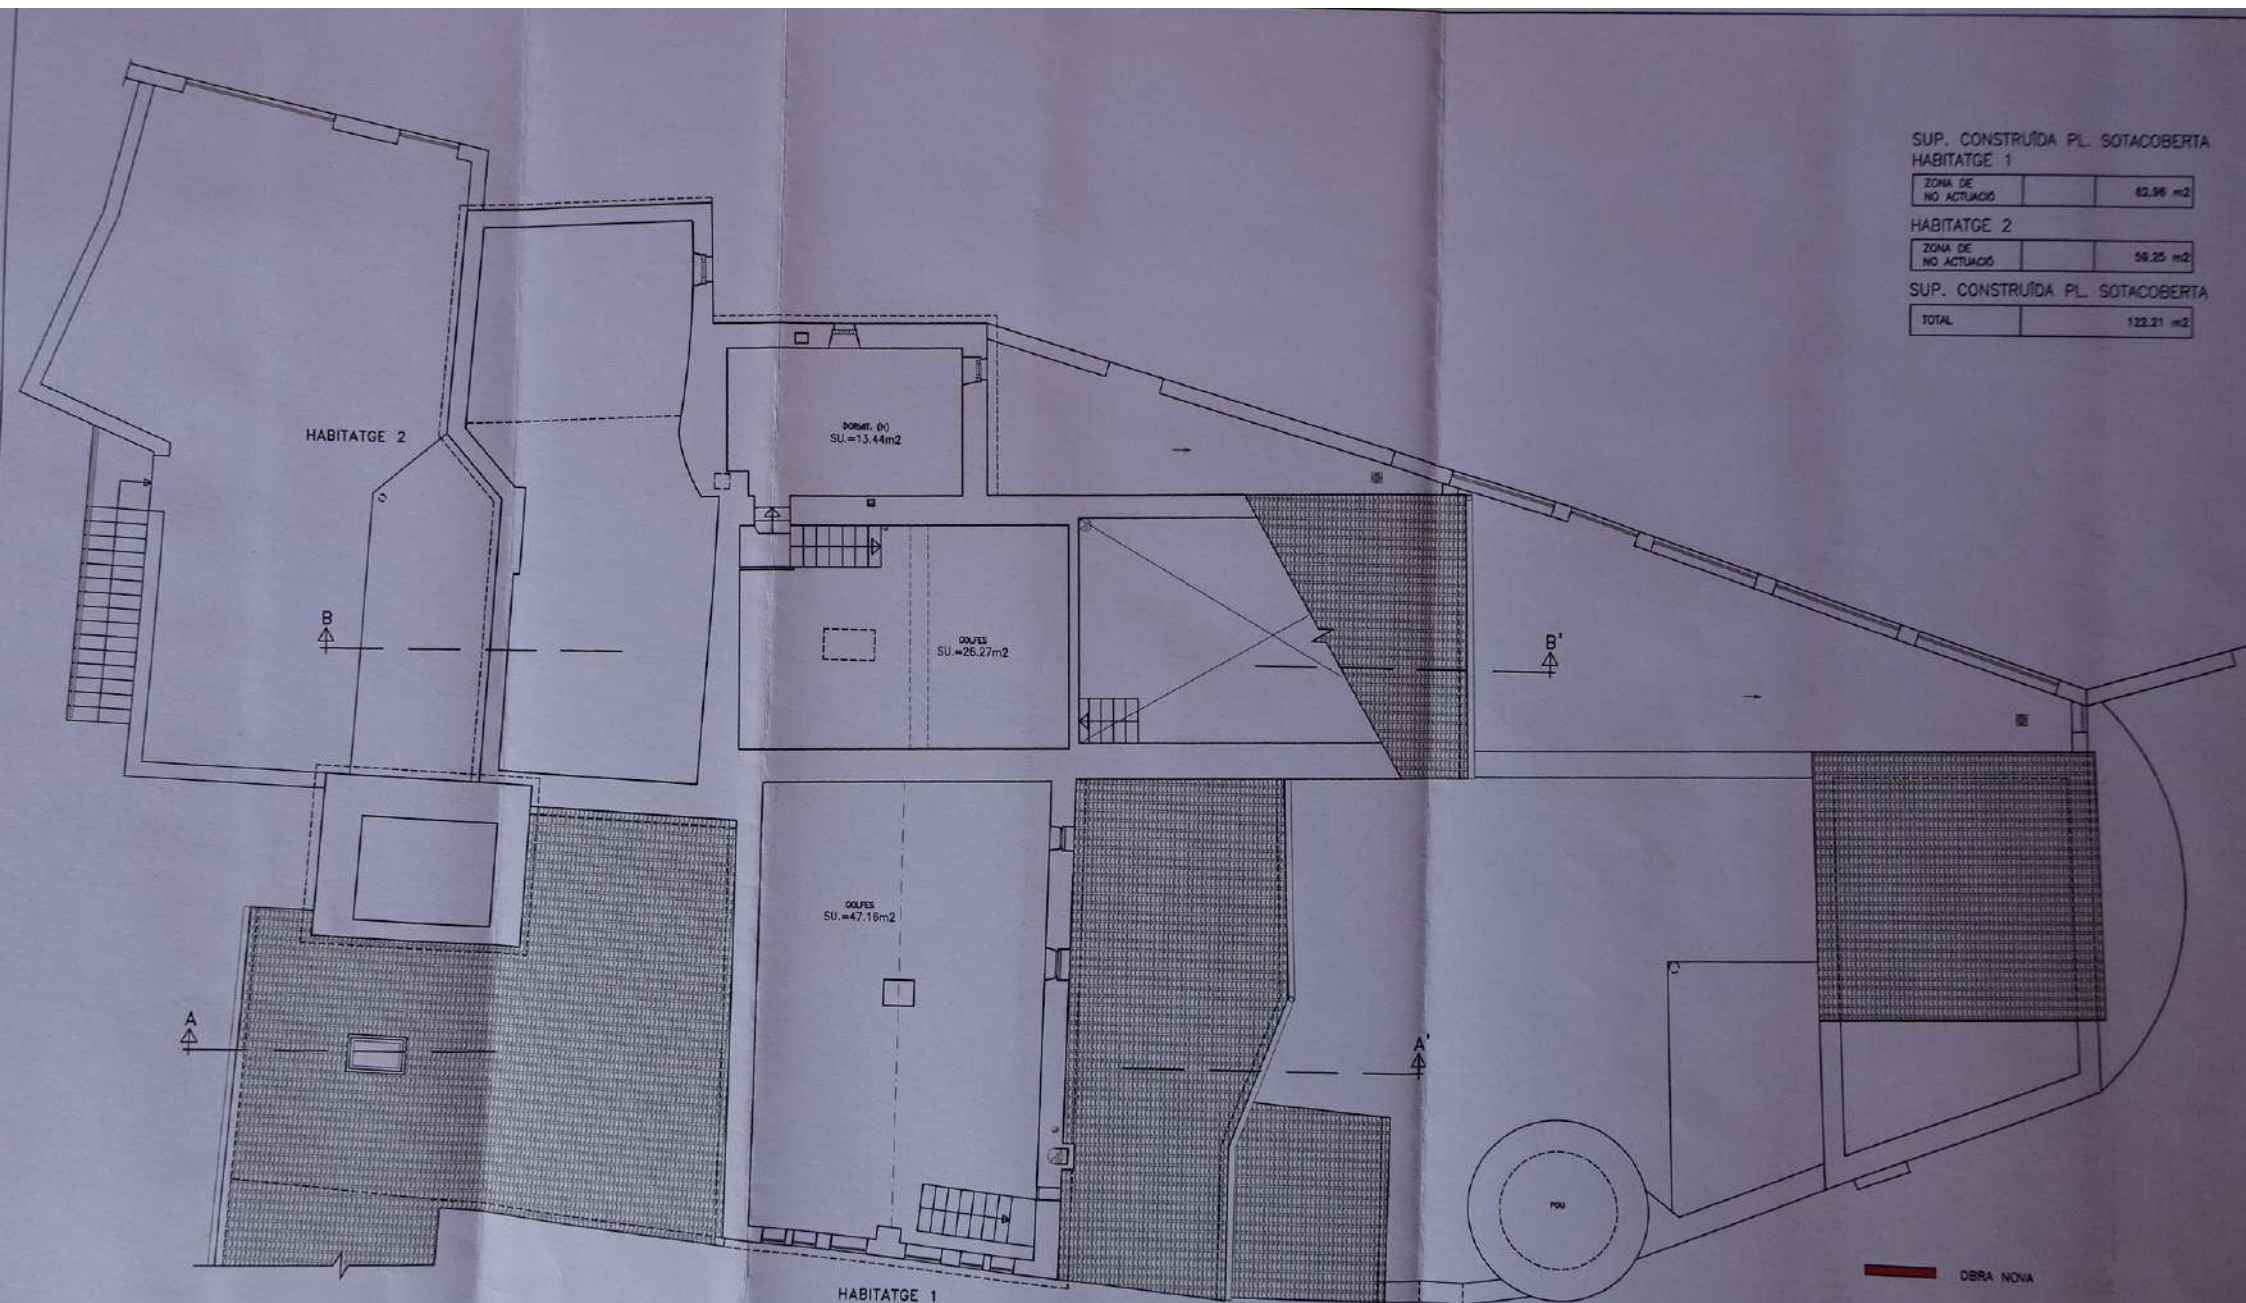 SUP. CONSTRUÏDA PL. SOTACOBERTA
HABITATGE 1
ZONA DE
NO ACTUACIÓ
62.96 m2
HABITATGE 2
ZONA DE
NO ACTUACIÓ
59.25 m2
SUP. CONSTRUÏDA PL. SOTACOBERTA
TOTAL
122.21 m2
HABITATGE 2
DORMIT. (H)
SU.=13.44m2
B
GOLFES
SU.=26.27m2
B'
GOLFES
SU.=47.16m2
A
A'
POU
OBRA NOVA
HABITATGE 1